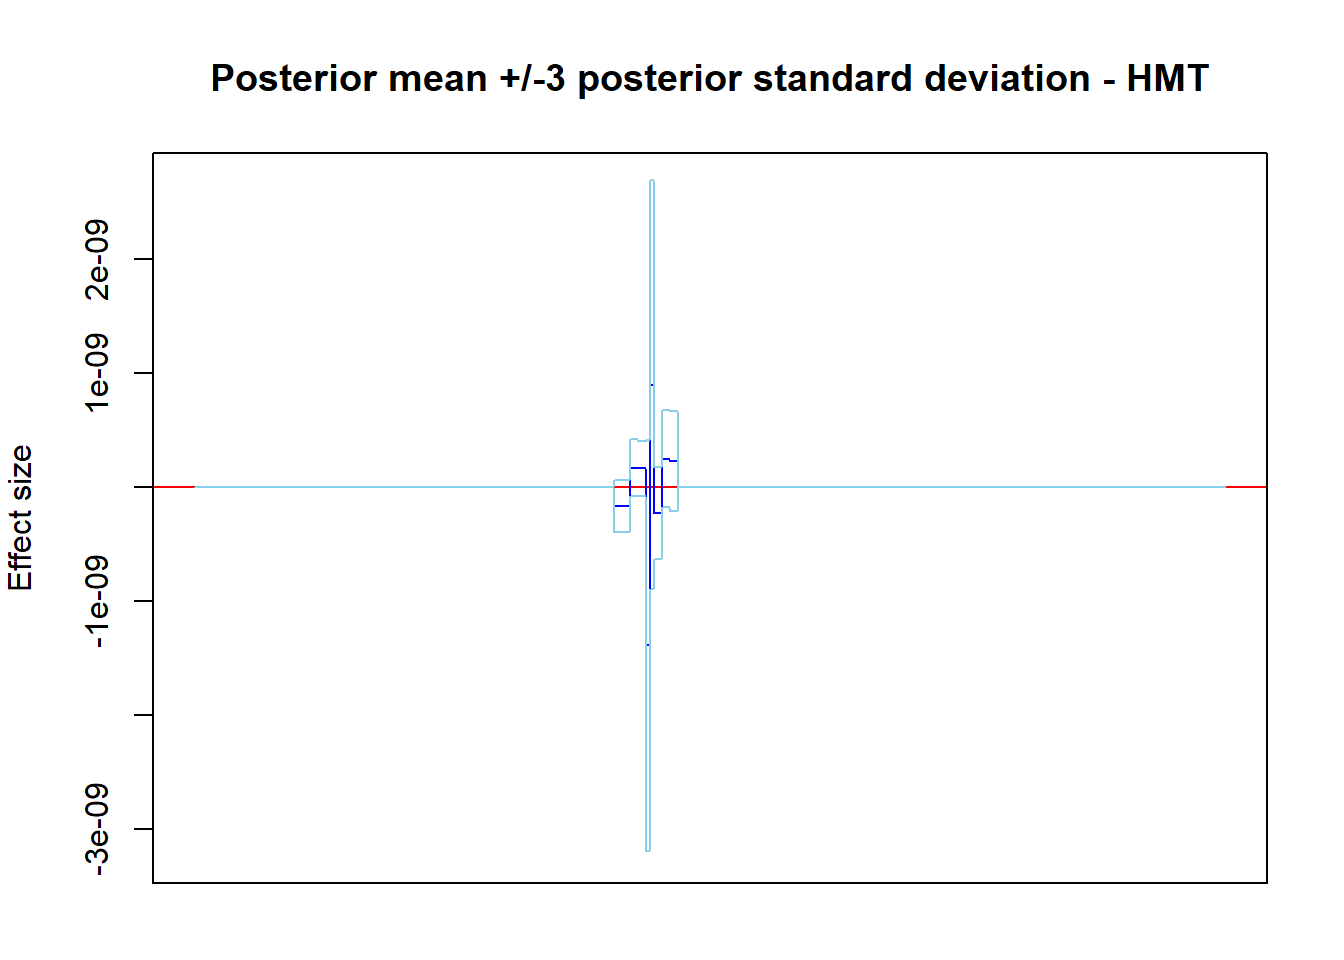 Posterior mean +/-3 posterior standard deviation - HMT
2e-09
1e-09
-1e-09
-3e-09
Effect size